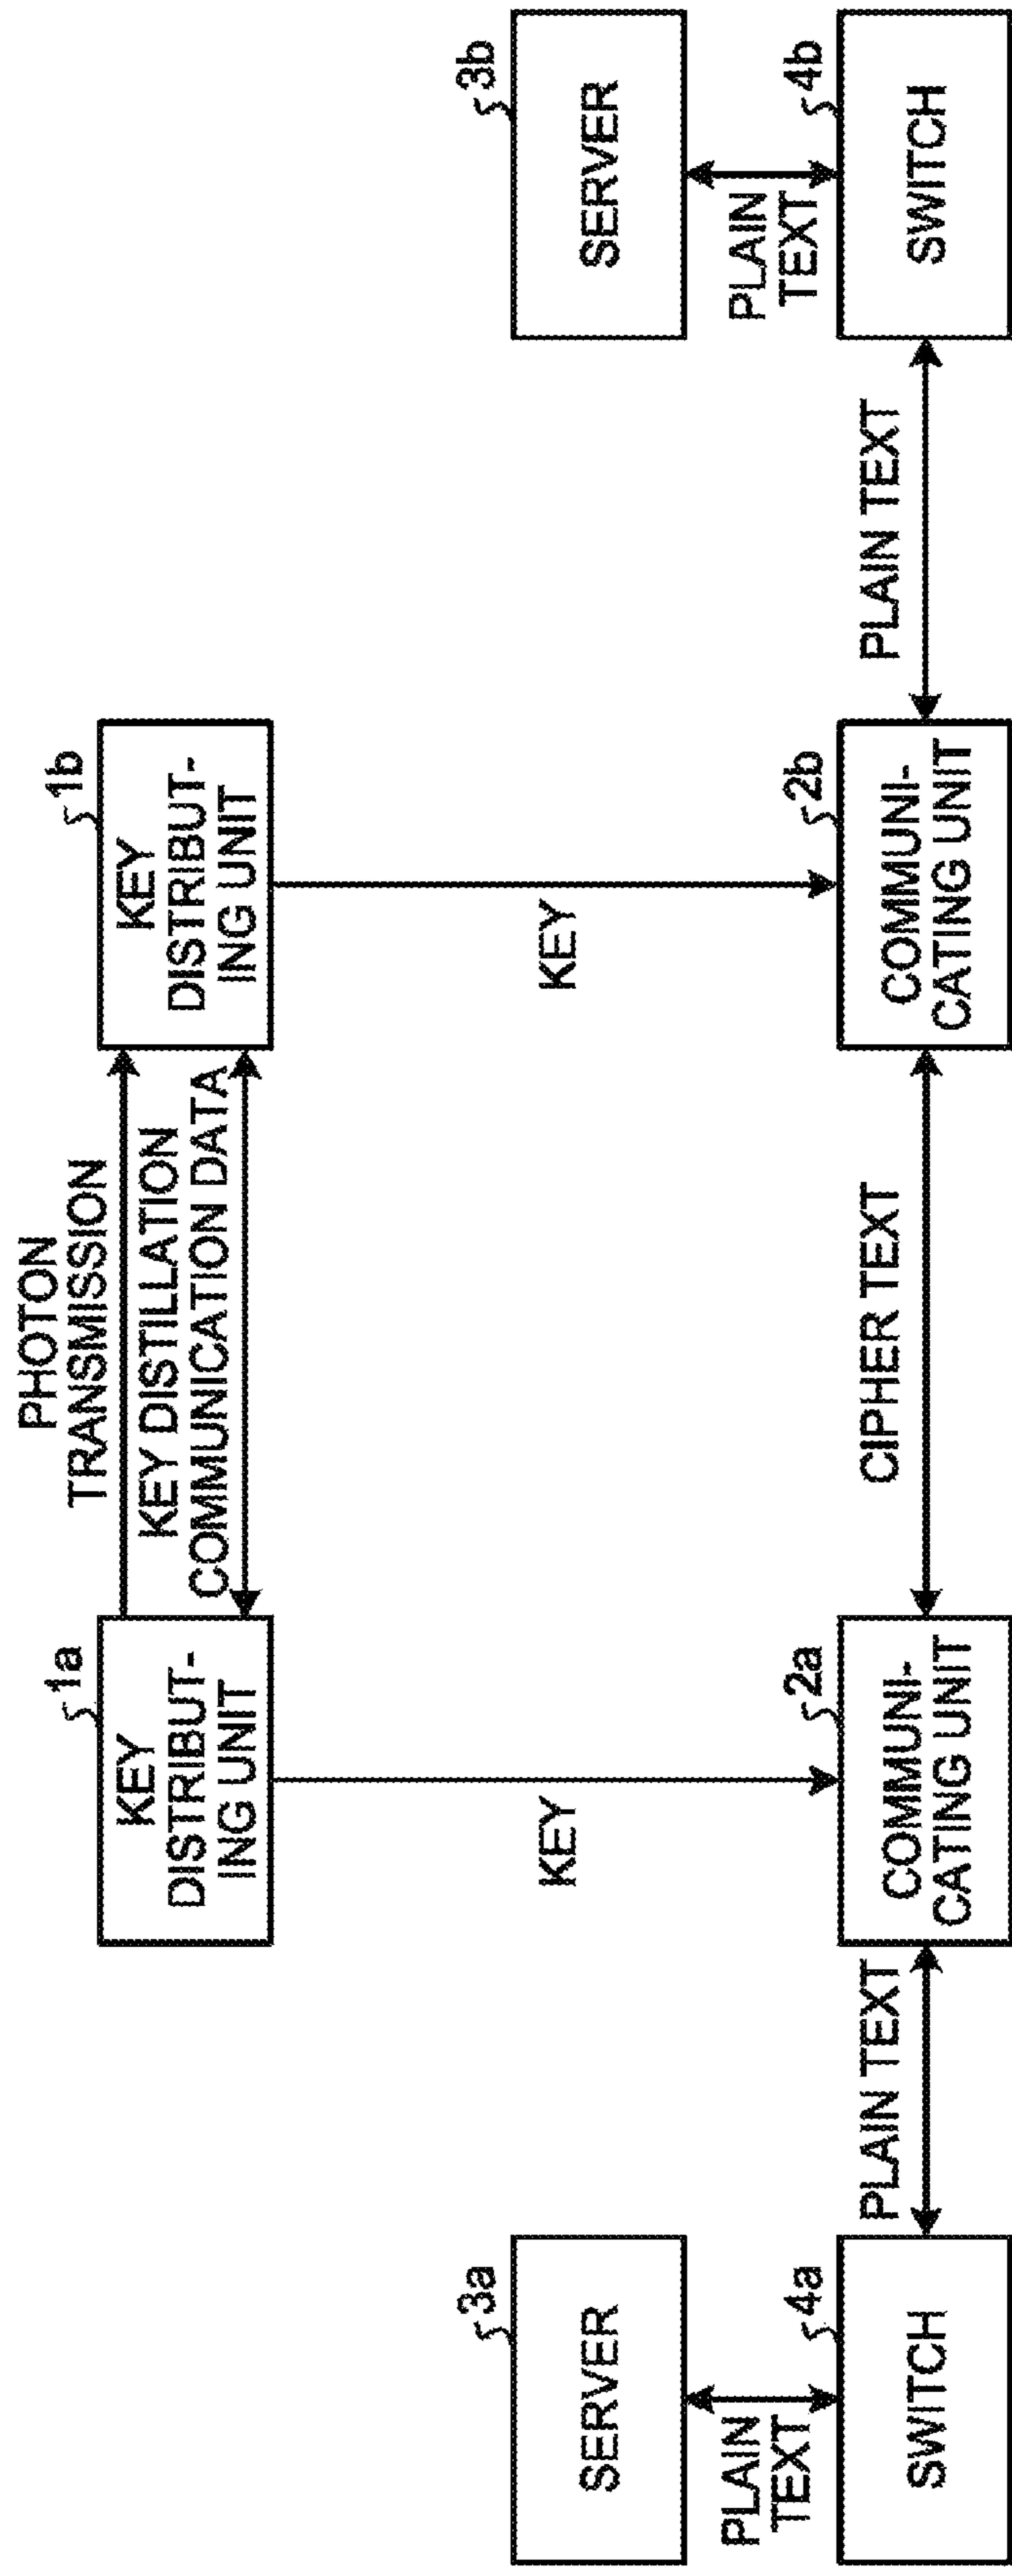 PHOTON
TRANSMISSION
KEY DISTILLATION
COMMUNICATION DATA
1a
KEY
DISTRIBUT-
ING UNIT
1b
KEY
DISTRIBUT-
ING UNIT
KEY
KEY
3a
SERVER
3b
SERVER
PLAIN
TEXT
PLAIN
TEXT
4a
SWITCH
PLAIN TEXT
2a
COMMUNI-
CATING UNIT
CIPHER TEXT
2b
COMMUNI-
CATING UNIT
PLAIN TEXT
4b
SWITCH